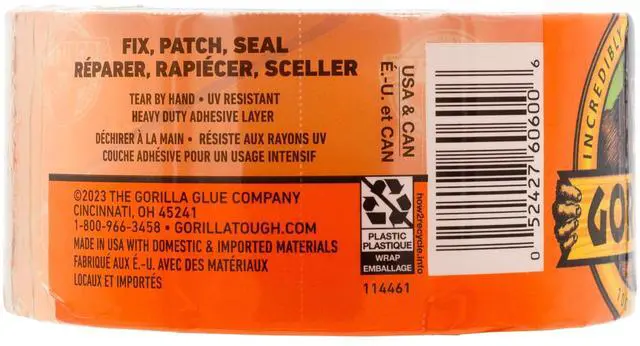 FIX, PATCH, SEAL
RÉPARER, RAPIÉCER, SCELLER
TEAR BY HAND • UV RESISTANT
HEAVY DUTY ADHESIVE LAYER
DÉCHIRER À LA MAIN • RÉSISTE AUX RAYONS UV
COUCHE ADHÉSIVE POUR UN USAGE INTENSIF
©2023 THE GORILLA GLUE COMPANY
CINCINNATI, OH 45241
1-800-966-3458 • GORILLATOUGH.COM
MADE IN USA WITH DOMESTIC & IMPORTED MATERIALS
FABRIQUÉ AUX É.-U. AVEC DES MATÉRIAUX
LOCAUX ET IMPORTÉS
USA & CAN
É.-U. et CAN
PLASTIC
PLASTIQUE
WRAP
EMBALLAGE
how2recycle.info
114461
0 52427 60600 6
INCREDIBLY
GO